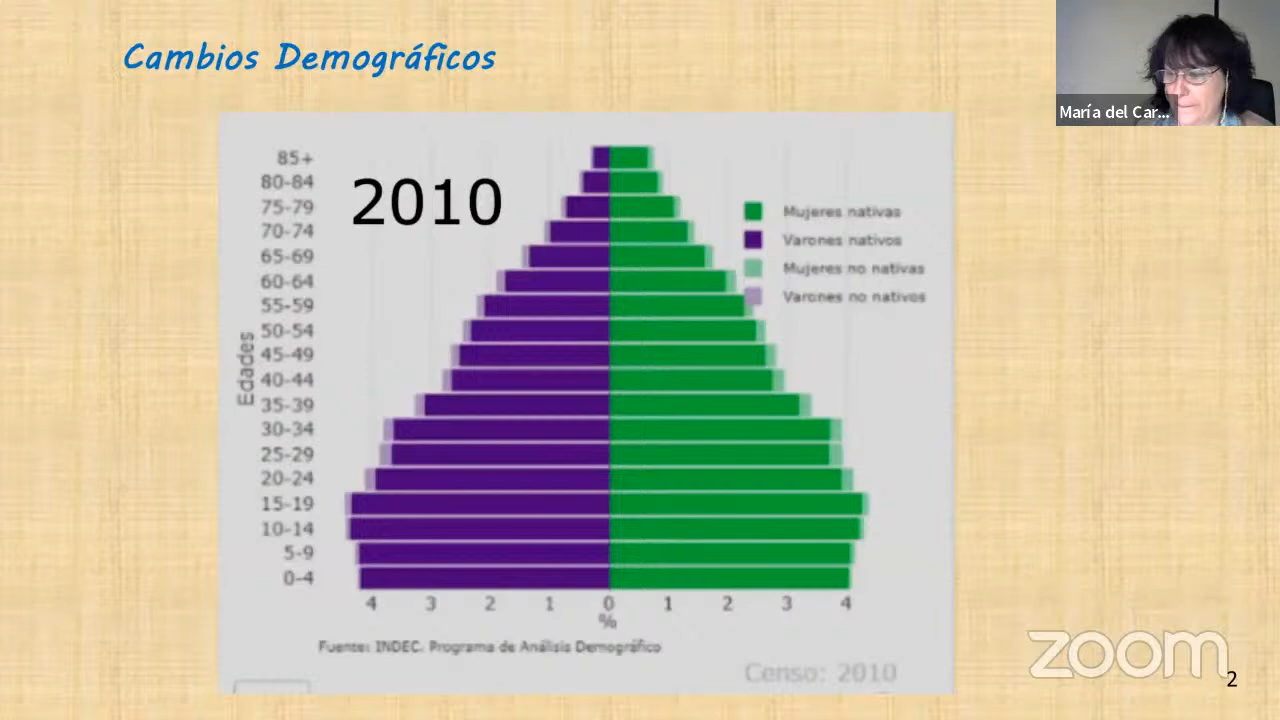 Cambios Demográficos
María del Car...
2010
85+
80-84
75-79
70-74
65-69
60-64
55-59
50-54
45-49
40-44
35-39
30-34
25-29
20-24
15-19
10-14
5-9
0-4
Edades
Mujeres nativas
Varones nativos
Mujeres no nativas
Varones no nativos
4 3 2 1 0 1 2 3 4
%
Fuente: INDEC. Programa de Análisis Demográfico
Censo: 2010
zoom
2